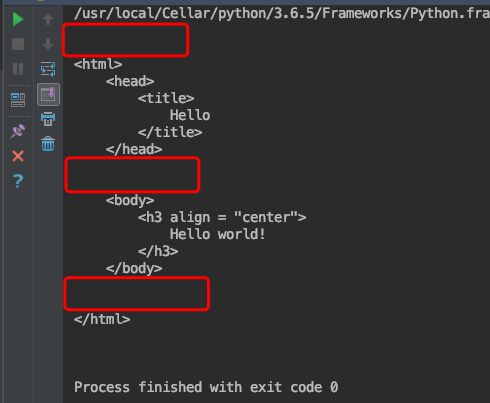 /usr/local/Cellar/python/3.6.5/Frameworks/Python.fra
<html>
<head>
<title>
Hello
</title>
</head>
<body>
<h3 align = "center">
Hello world!
</h3>
</body>
</html>
Process finished with exit code 0